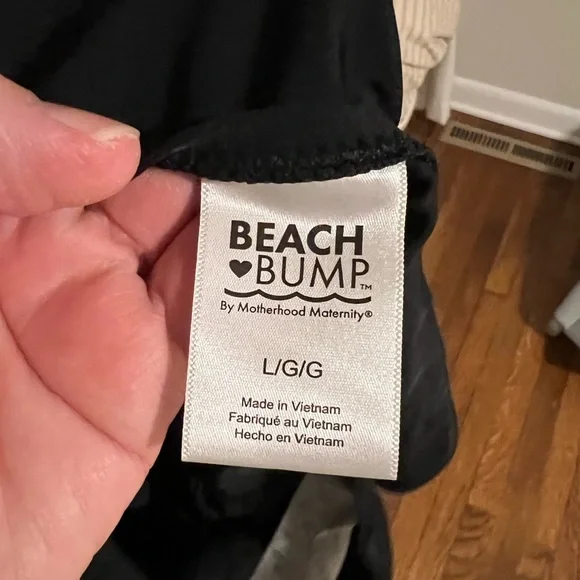 BEACH
♥BUMP™
By Motherhood Maternity®
L/G/G
Made in Vietnam
Fabriqué au Vietnam
Hecho en Vietnam